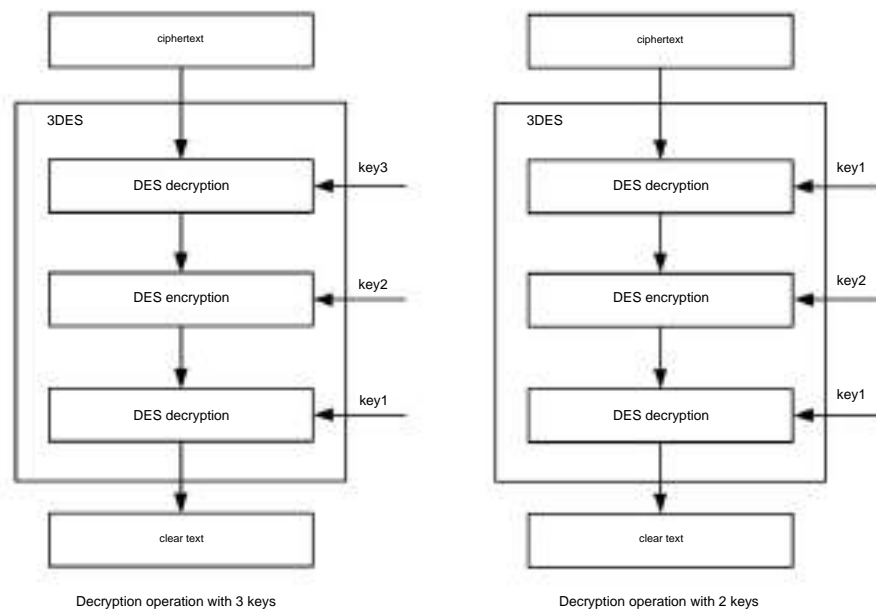 ciphertext
3DES
DES decryption
key3
DES encryption
key2
DES decryption
key1
clear text
Decryption operation with 3 keys
ciphertext
3DES
DES decryption
key1
DES encryption
key2
DES decryption
key1
clear text
Decryption operation with 2 keys